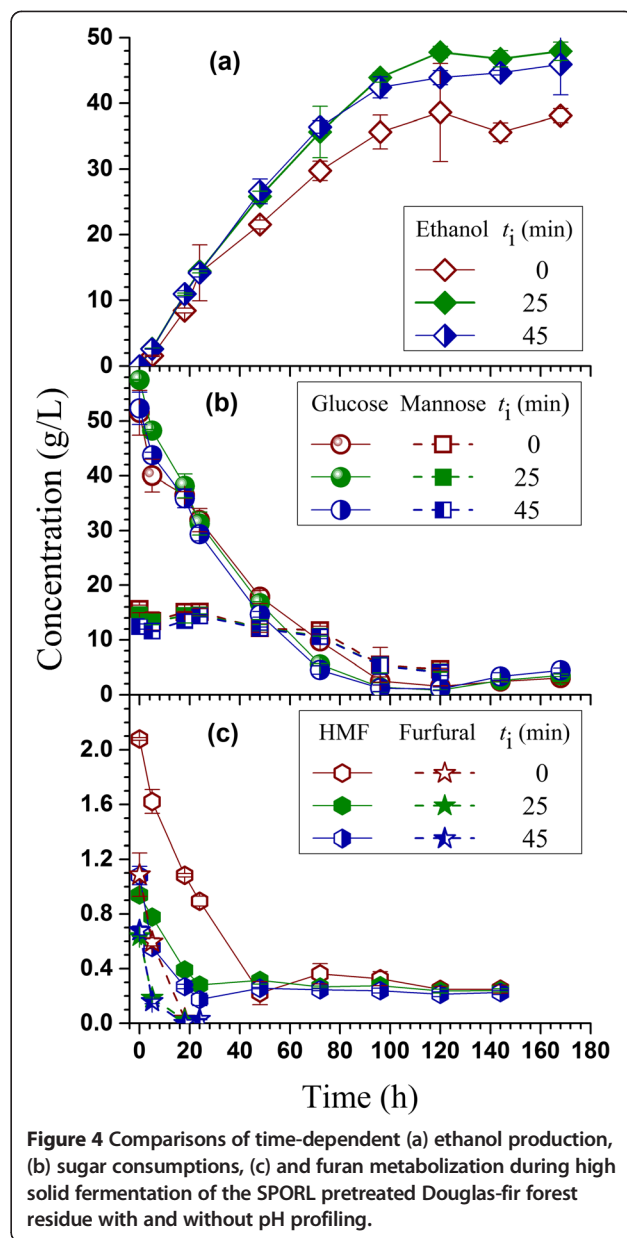 50
40
30
20
10
0
(a)
Ethanol t_i (min)
0
25
45
50
40
30
20
10
0
(b)
Glucose Mannose t_i (min)
0
25
45
2.0
1.6
1.2
0.8
0.4
0.0
(c)
HMF Furfural t_i (min)
0
25
45
Concentration (g/L)
0 20 40 60 80 100 120 140 160 180
Time (h)
Figure 4 Comparisons of time-dependent (a) ethanol production,
(b) sugar consumptions, (c) and furan metabolization during high
solid fermentation of the SPORL pretreated Douglas-fir forest
residue with and without pH profiling.